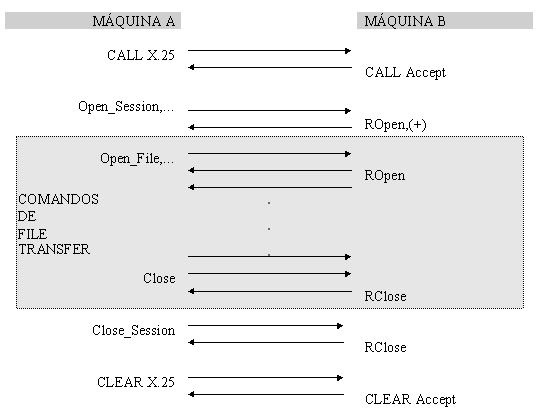 MÁQUINA A MÁQUINA B
CALL X.25
CALL Accept
Open_Session,...
ROpen,(+)
Open_File,...
ROpen
COMANDOS
DE
FILE
TRANSFER
Close
RClose
Close_Session
RClose
CLEAR X.25
CLEAR Accept